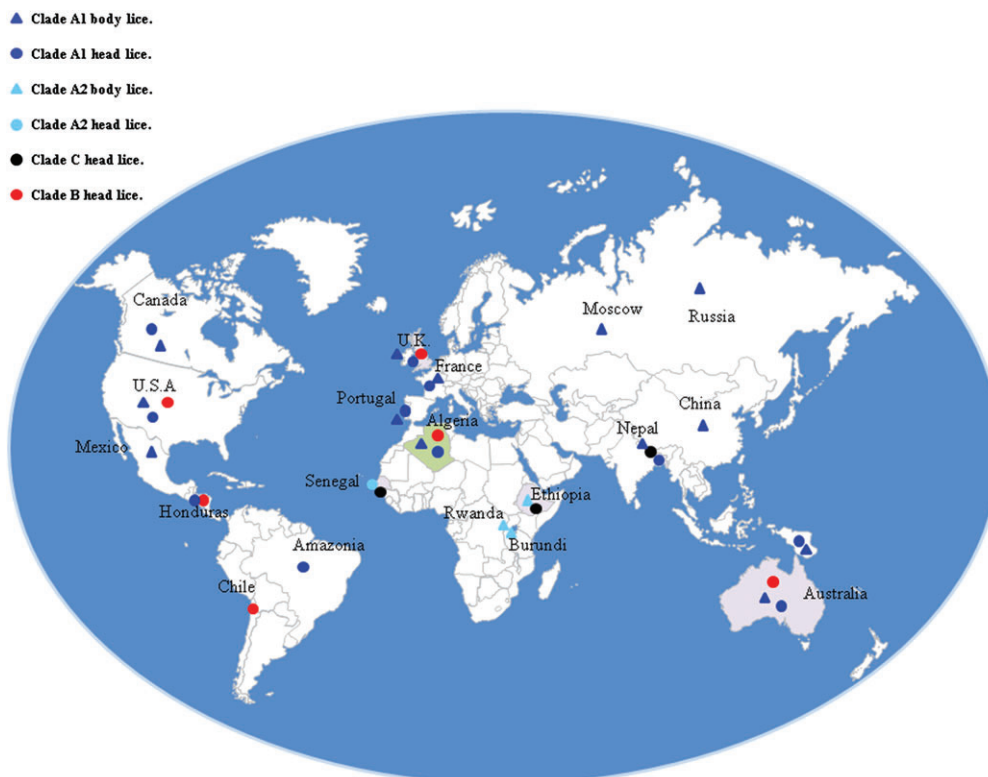 Clade A1 body lice.
Clade A1 head lice.
Clade A2 body lice.
Clade A2 head lice.
Clade C head lice.
Clade B head lice.
Canada
Moscow
Russia
U.K.
France
U.S.A
China
Portugal
Algeria
Nepal
Mexico
Senegal
Ethiopia
Rwanda
Honduras
Burundi
Amazonia
Chile
Australia